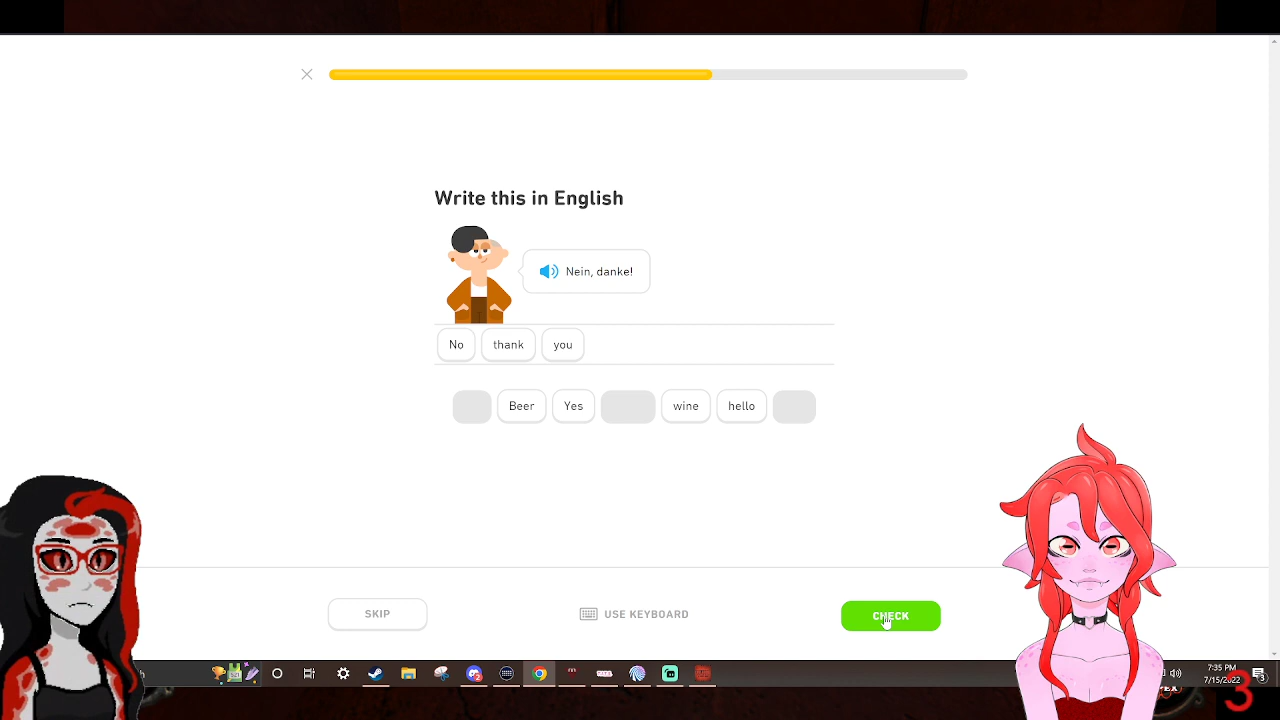 Write this in English
Nein, danke!
No thank you
Beer Yes wine hello
SKIP
USE KEYBOARD
CHECK
7:35 PM
7/15/2022
3